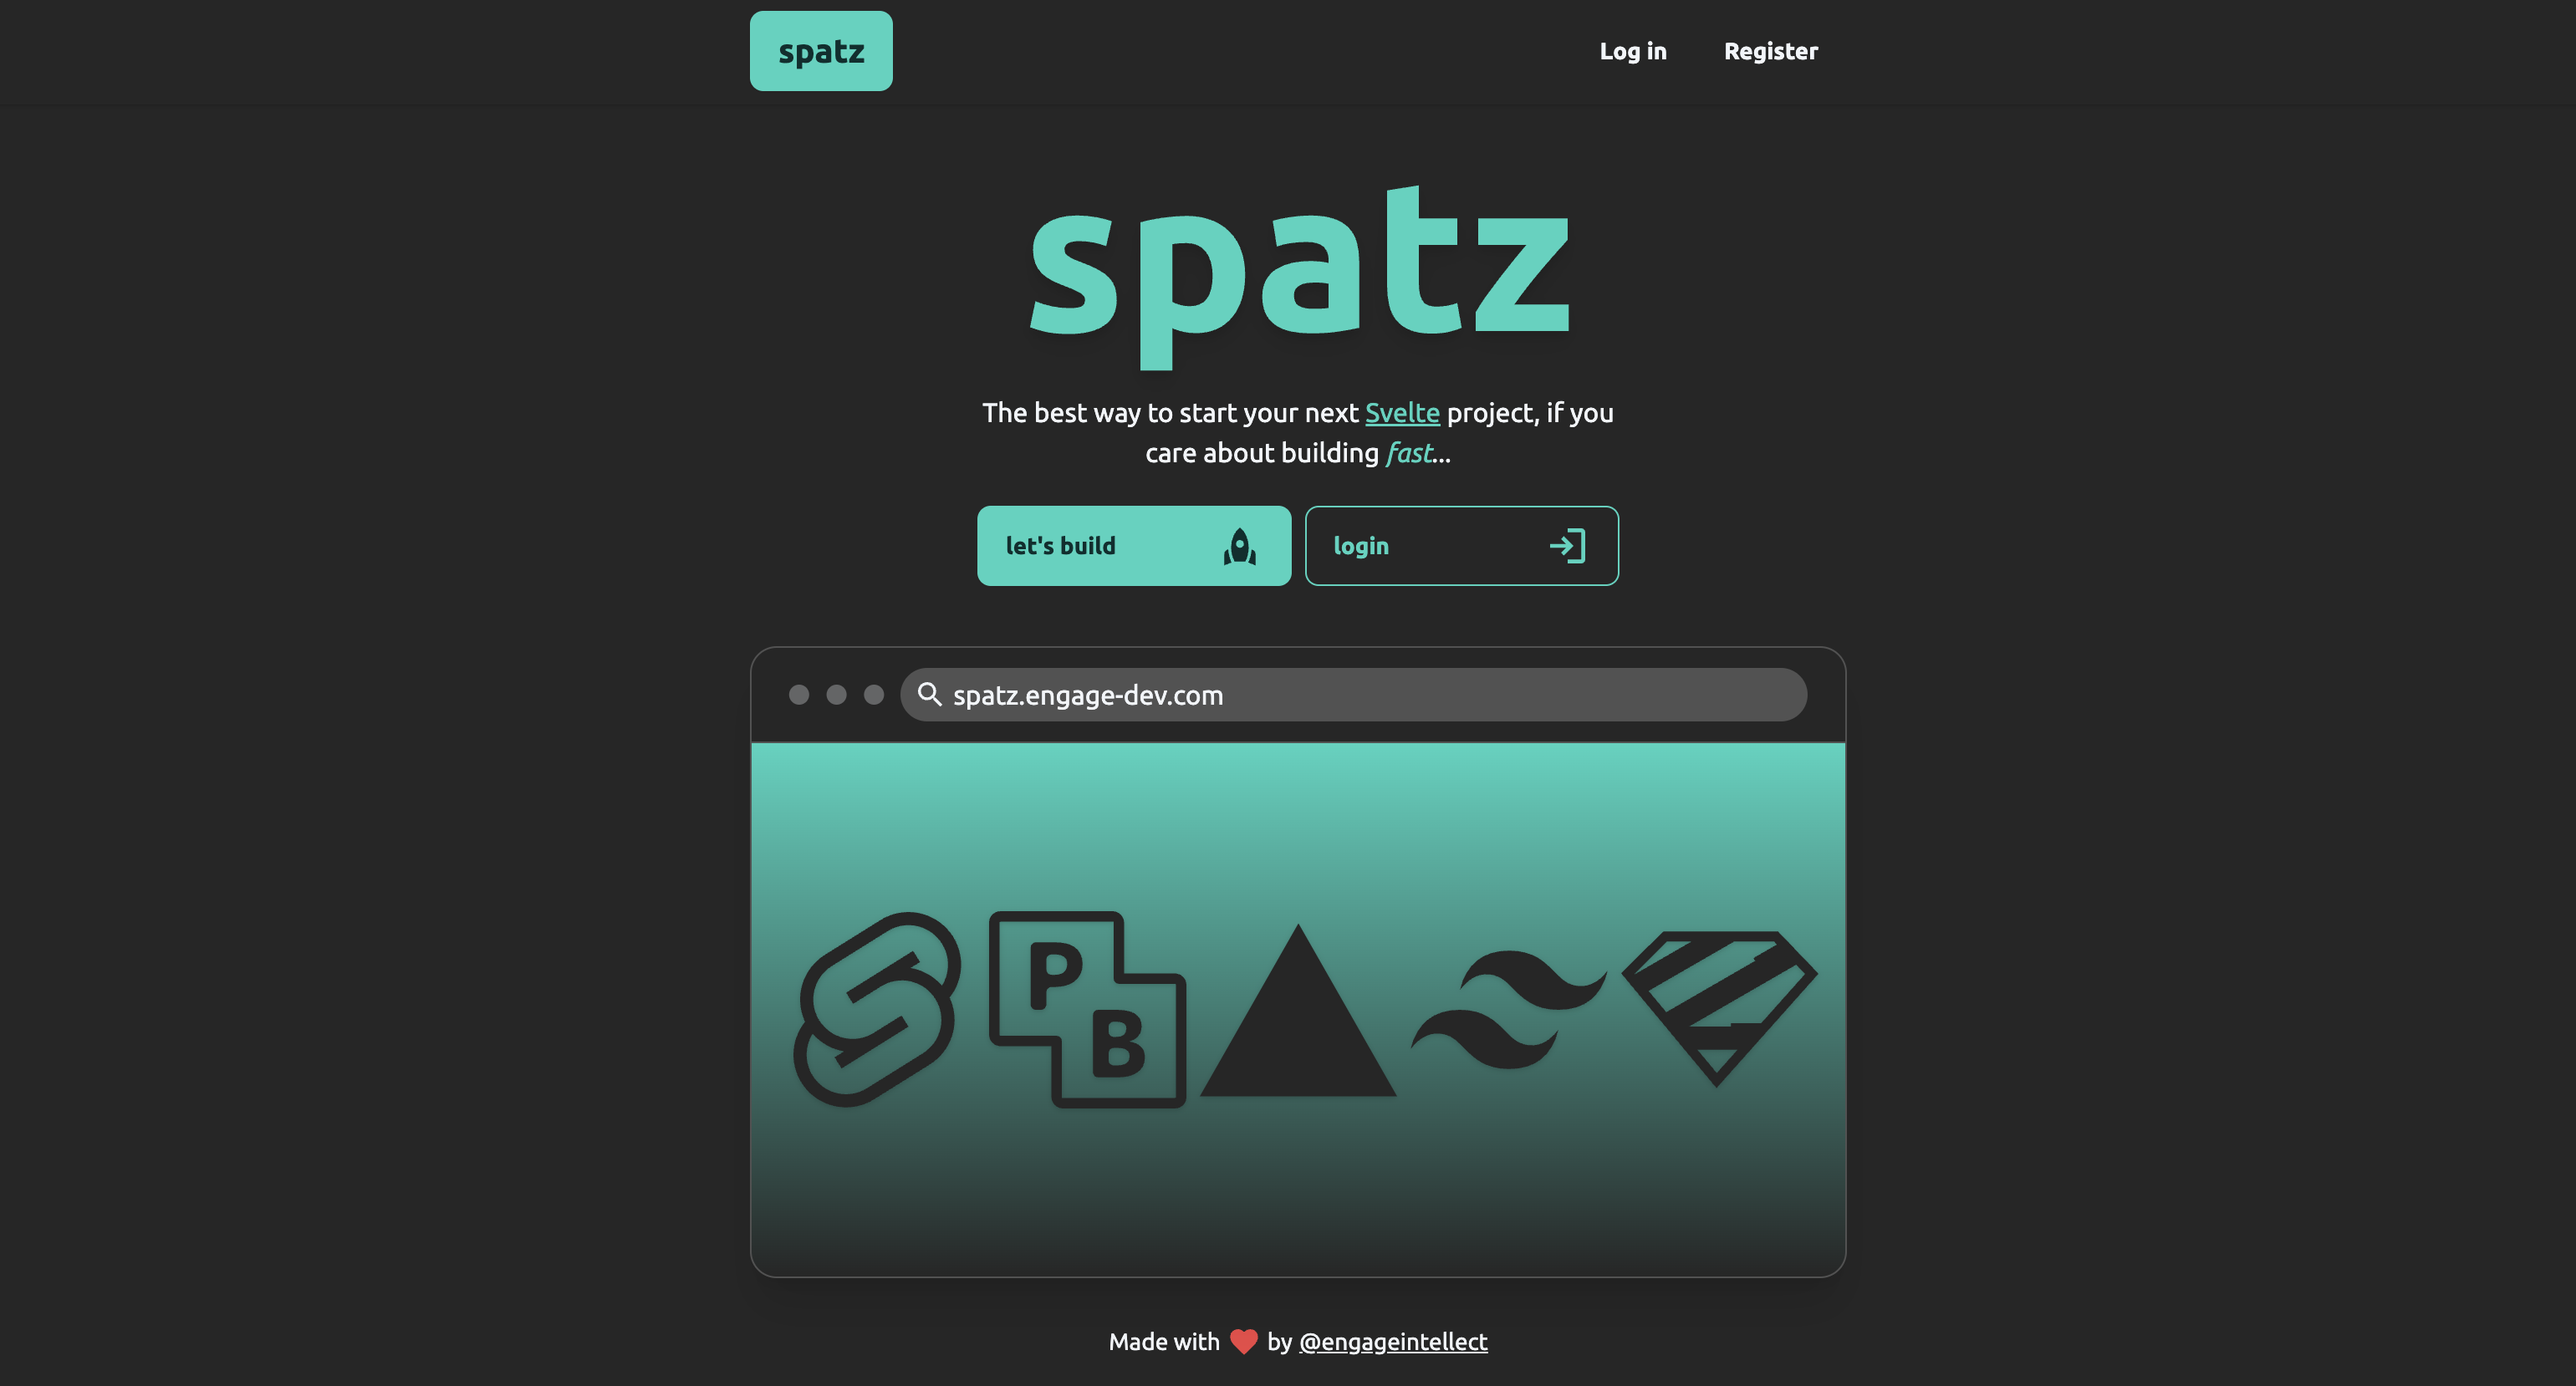 spatz
Log in
Register
spatz
The best way to start your next Svelte project, if you
care about building fast...
let's build
login
spatz.engage-dev.com
P
B
Made with by @engageintellect